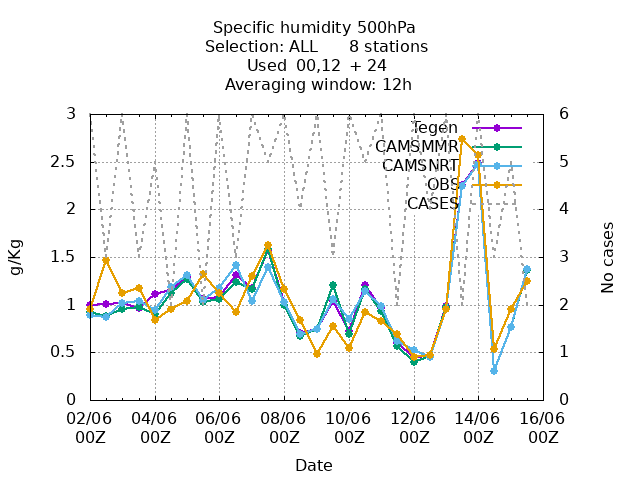 Specific humidity 500hPa
Selection: ALL 8 stations
Used 00,12 + 24
Averaging window: 12h
3
2.5
2
1.5
1
0.5
0
g/Kg
6
5
4
3
2
1
0
No cases
Tegen
CAMSMMR
CAMSNRT
OBS
CASES
02/06 04/06 06/06 08/06 10/06 12/06 14/06 16/06
00Z 00Z 00Z 00Z 00Z 00Z 00Z 00Z
Date